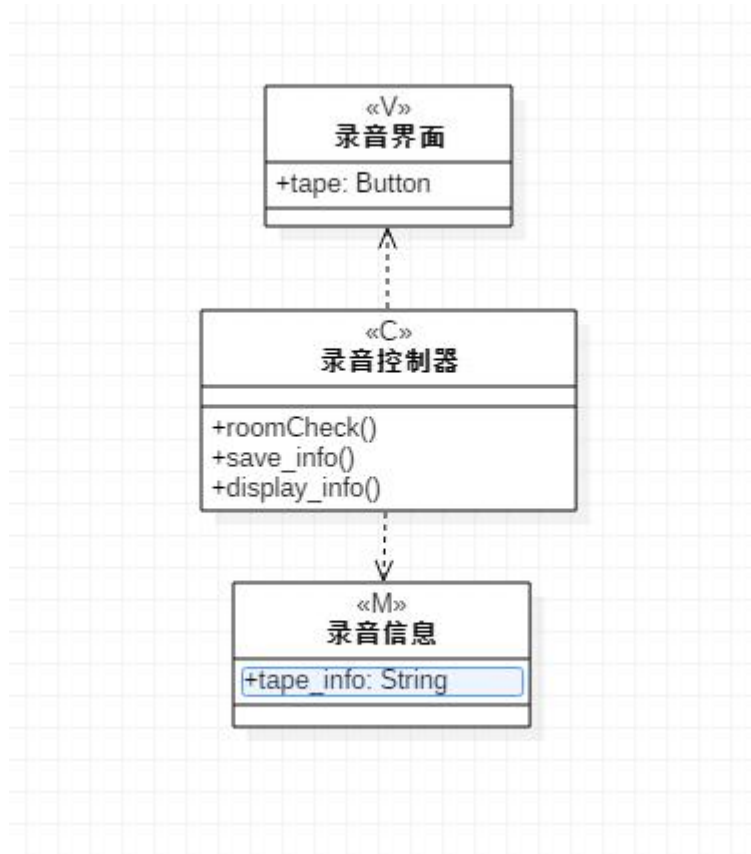 «V»
录音界面
+tape: Button
«C»
录音控制器
+roomCheck()
+save_info()
+display_info()
«M»
录音信息
+tape_info: String